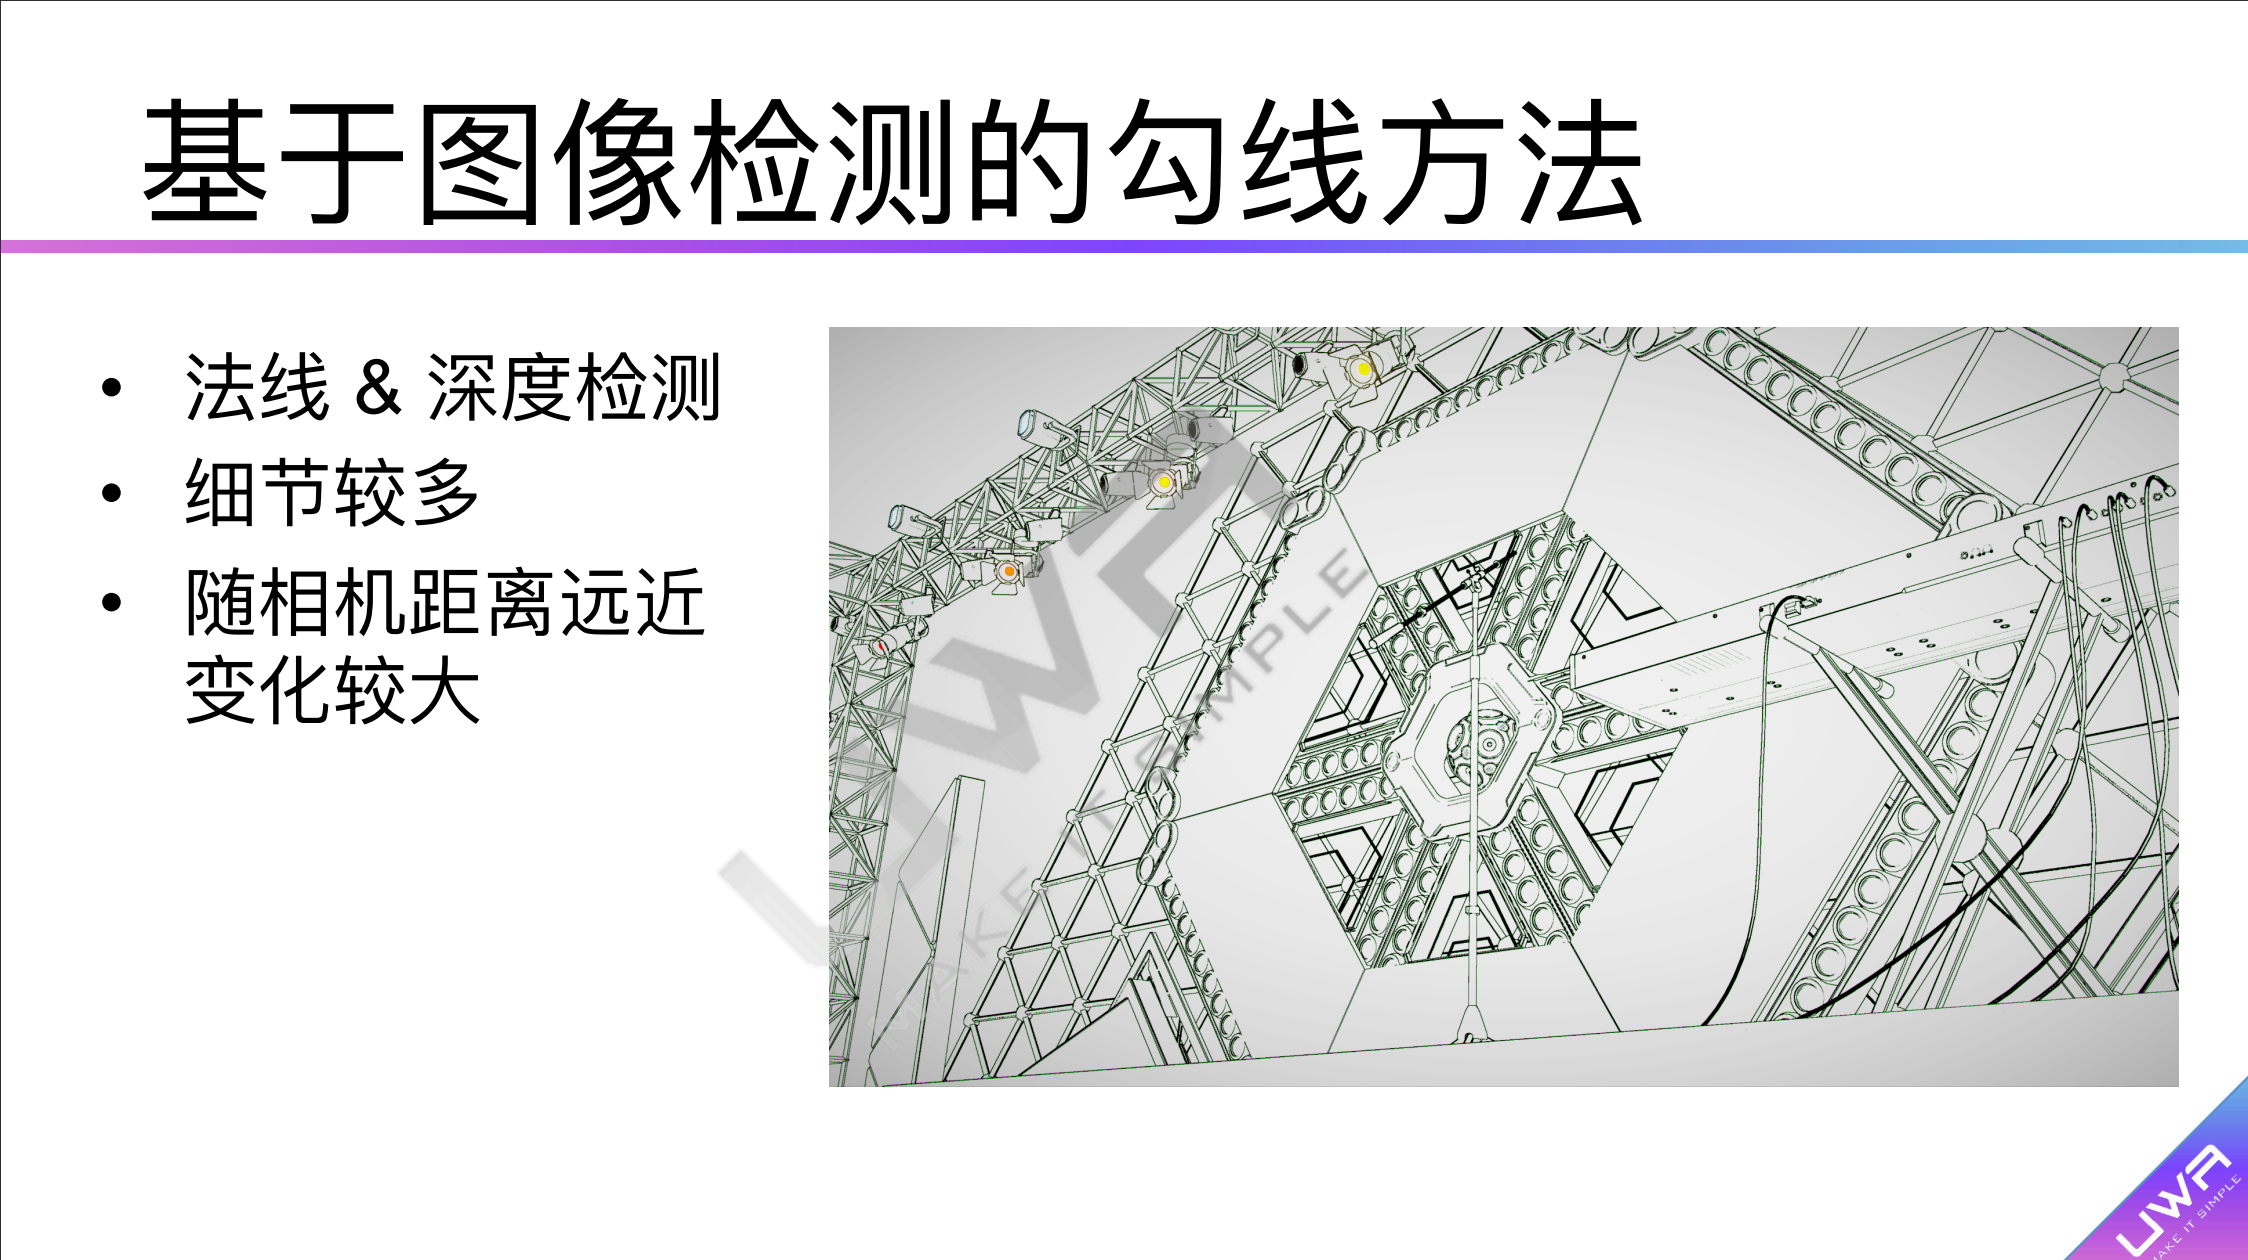 基于图像检测的勾线方法
• 法线 & 深度检测
• 细节较多
• 随相机距离远近
变化较大
UWA
MAKE IT SIMPLE
UWA
MAKE IT SIMPLE